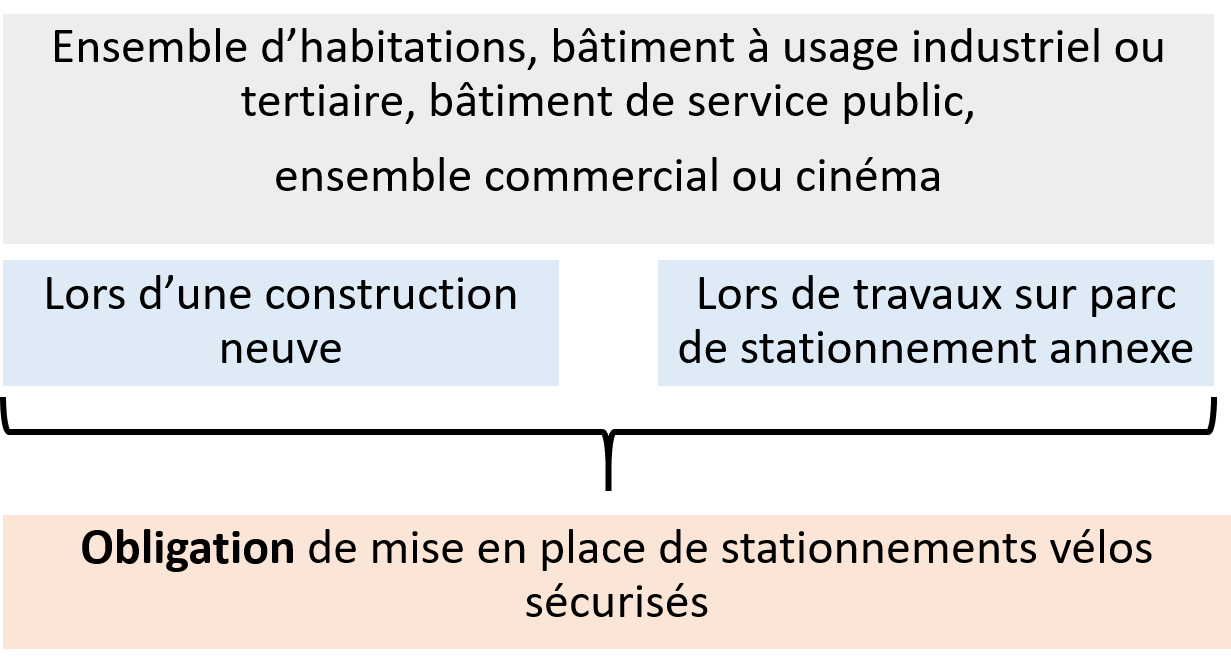 Ensemble d’habitations, bâtiment à usage industriel ou
tertiaire, bâtiment de service public,
ensemble commercial ou cinéma
Lors d’une construction
neuve
Lors de travaux sur parc
de stationnement annexe
Obligation de mise en place de stationnements vélos
sécurisés